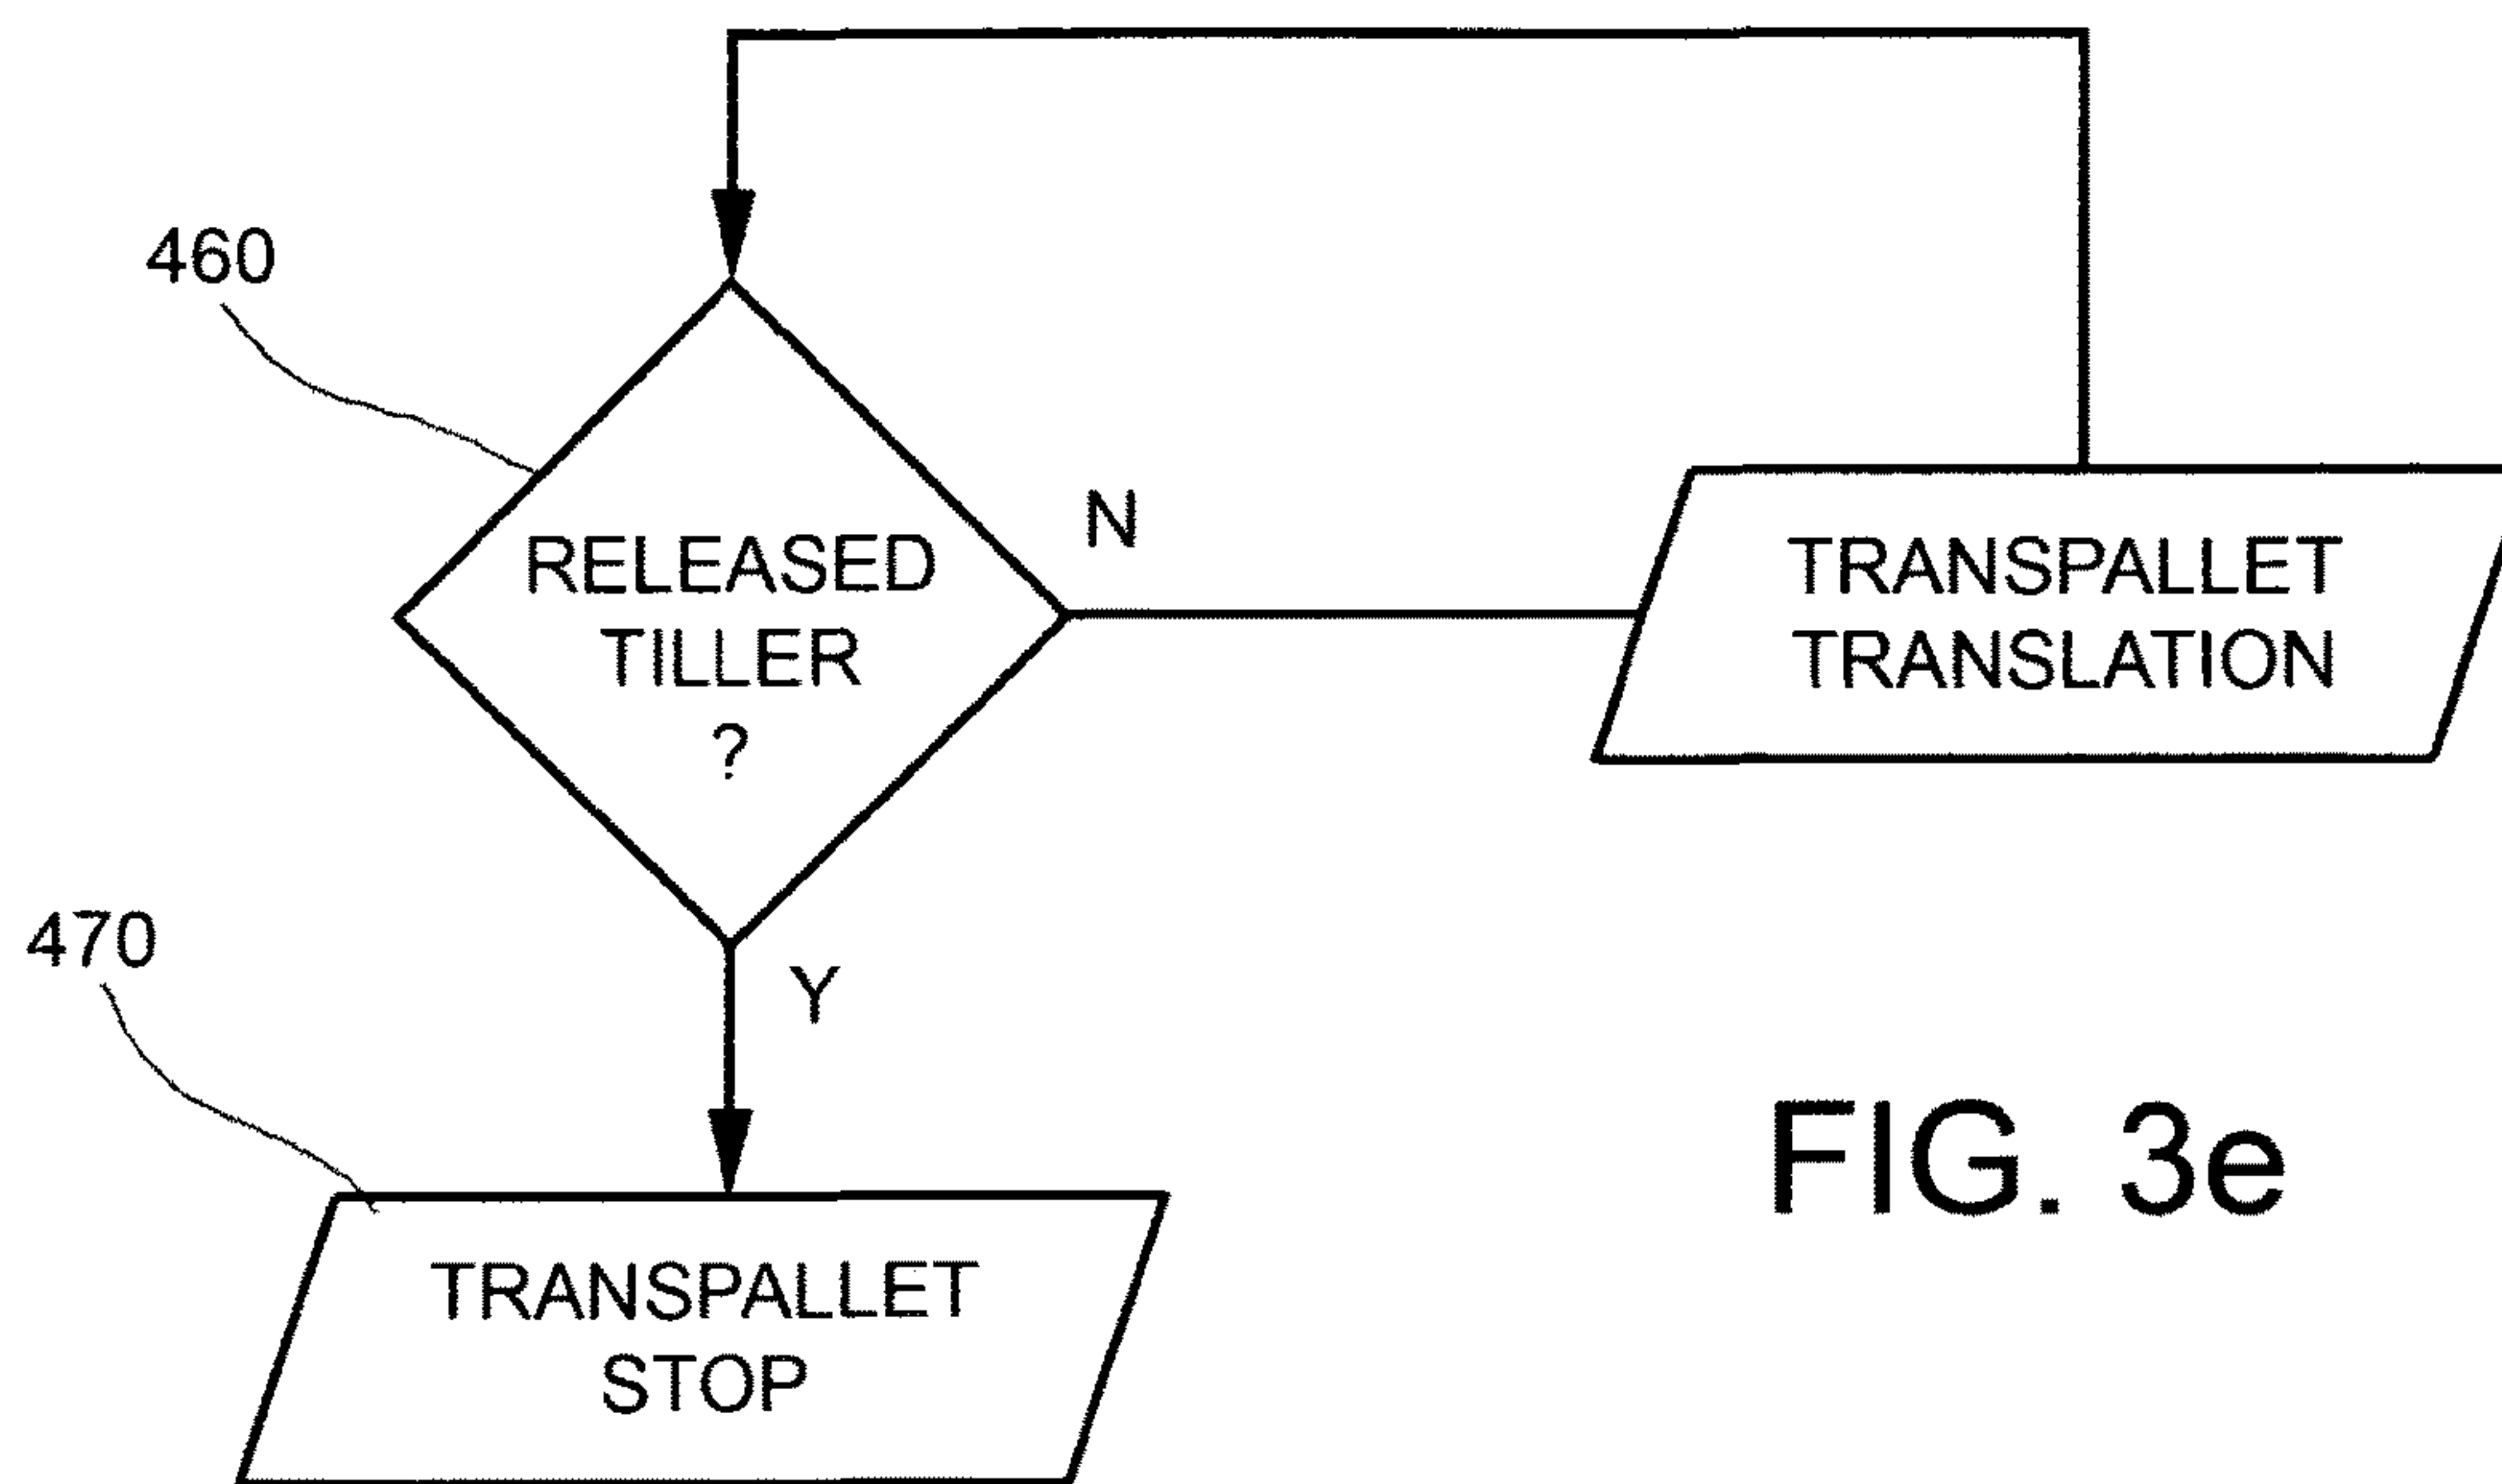 460
RELEASED
TILLER
?
N
TRANSPALLET
TRANSLATION
470
Y
TRANSPALLET
STOP
FIG. 3e